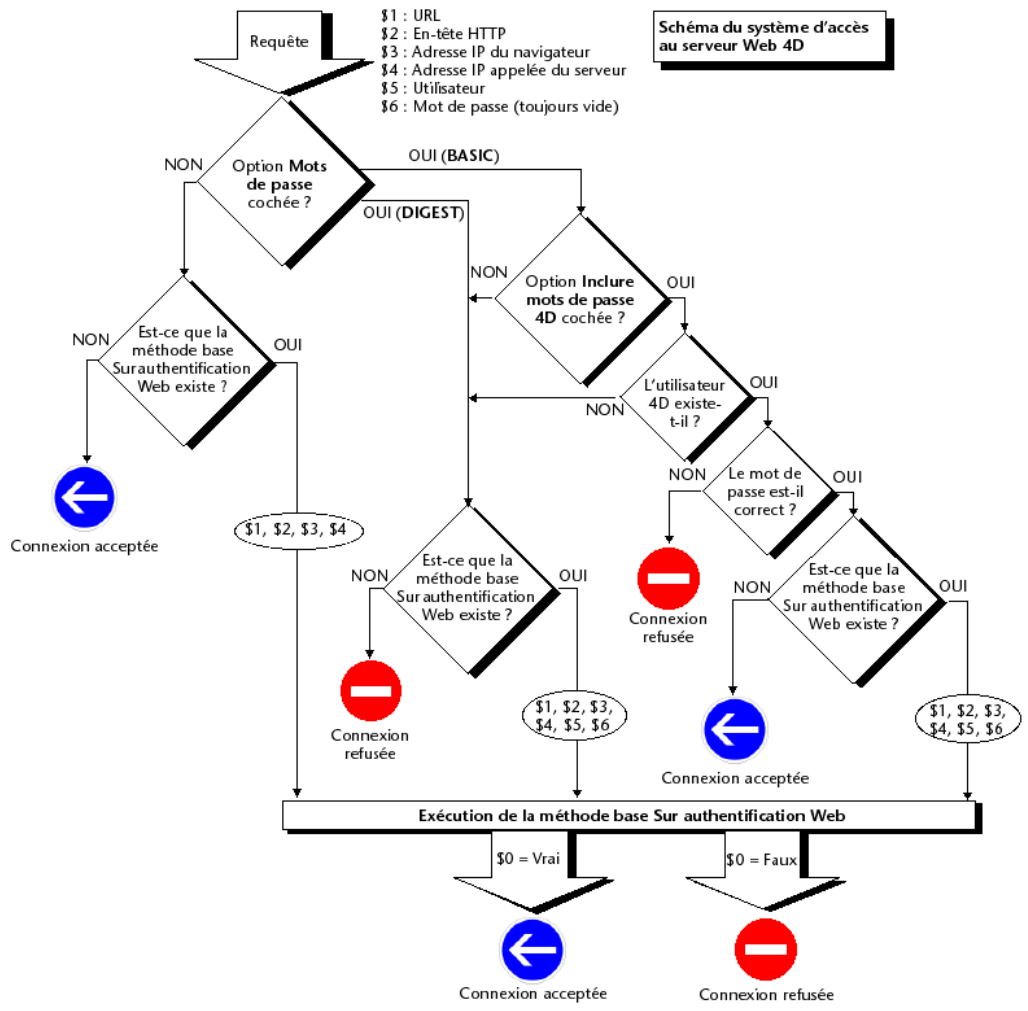 Requête
$1 : URL
$2 : En-tête HTTP
$3 : Adresse IP du navigateur
$4 : Adresse IP appelée du serveur
$5 : Utilisateur
$6 : Mot de passe (toujours vide)
Schéma du système d'accès
au serveur Web 4D
NON
Option Mots
de passe
cochée ?
OUI (BASIC)
OUI (DIGEST)
NON
Option Inclure
mots de passe
4D cochée ?
OUI
NON
Est-ce que la
méthode base
Sur authentification
Web existe ?
OUI
L'utilisateur
4D existe-
t-il ?
OUI
NON
NON
Le mot de
passe est-il
correct ?
OUI
Connexion acceptée
$1, $2, $3, $4
NON
Est-ce que la
méthode base
Sur authentification
Web existe ?
OUI
Connexion
refusée
NON
Est-ce que la
méthode base
Sur authentification
Web existe ?
OUI
Connexion
refusée
$1, $2, $3,
$4, $5, $6
Connexion acceptée
$1, $2, $3,
$4, $5, $6
Exécution de la méthode base Sur authentification Web
$0 = Vrai
$0 = Faux
Connexion acceptée
Connexion refusée